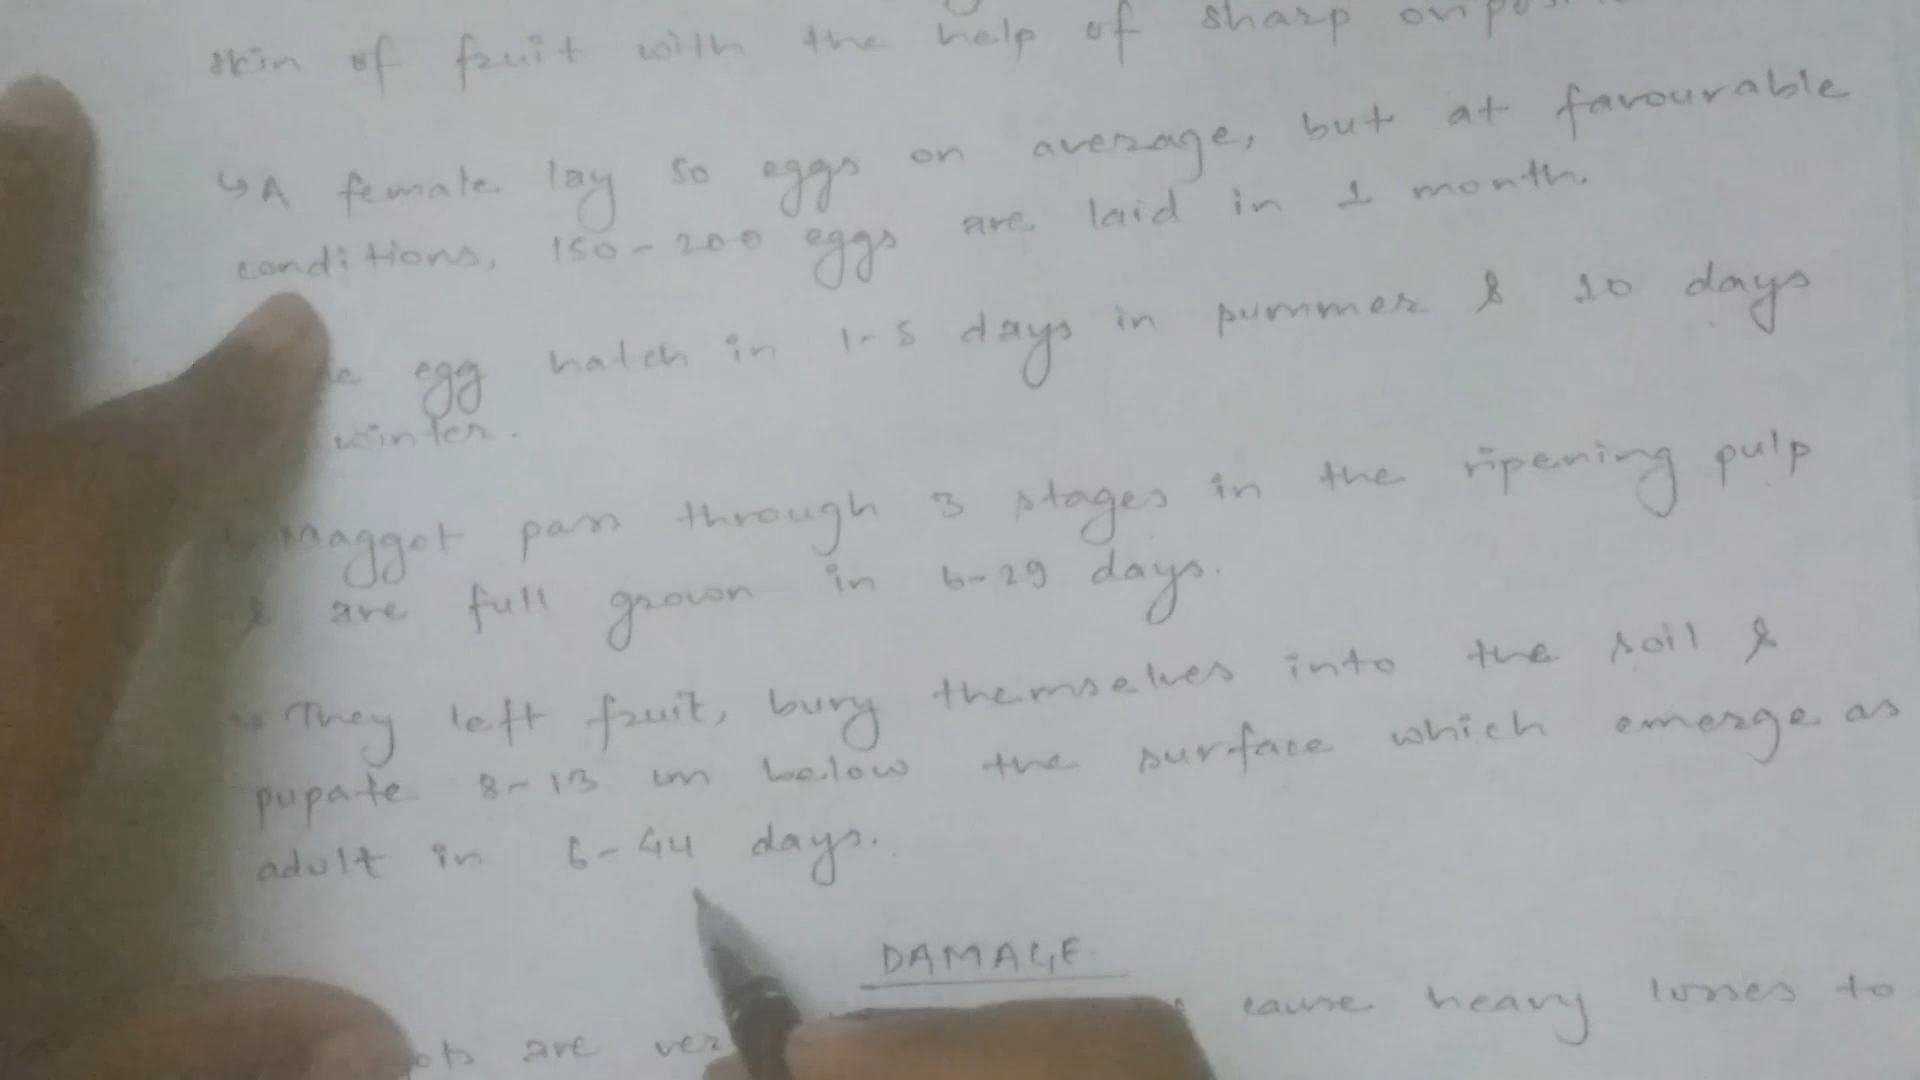 skin of fruit with the help of sharp
↳ A female lay 50 eggs on average, but at favourable
conditions, 150-200 eggs are laid in 1 month.
egg hatch in 1-5 days in summer & 10 days
winter.
Maggot pass through 3 stages in the ripening pulp
& are full grown in 6-29 days.
↳ They left fruit, bury themselves into the soil &
pupate 8-13 cm below the surface which emerge as
adult in 6-44 days.
DAMAGE
are cause heavy losses to